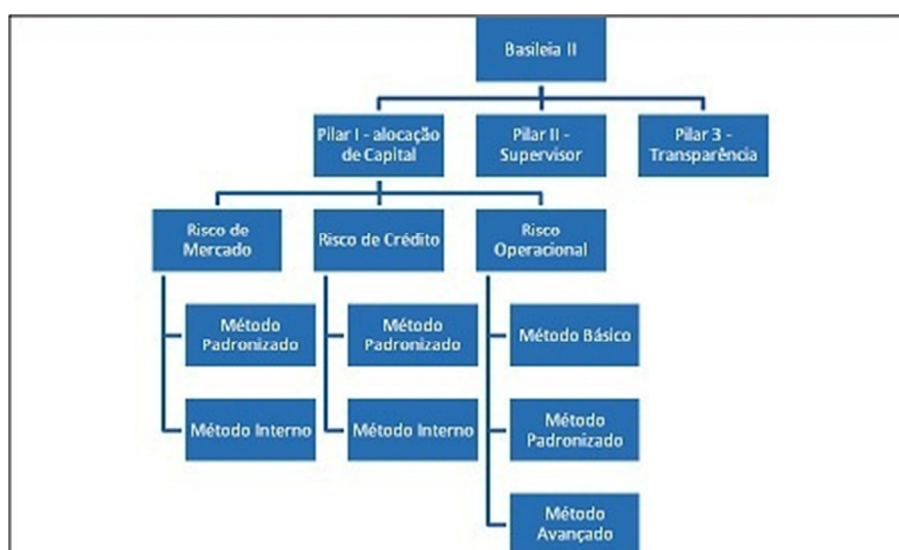 Basileia II
Pilar I - alocação
de Capital
Pilar II -
Supervisor
Pilar 3 -
Transparência
Risco de
Mercado
Risco de Crédito
Risco
Operacional
Método
Padronizado
Método
Padronizado
Método Básico
Método Interno
Método Interno
Método
Padronizado
Método
Avançado